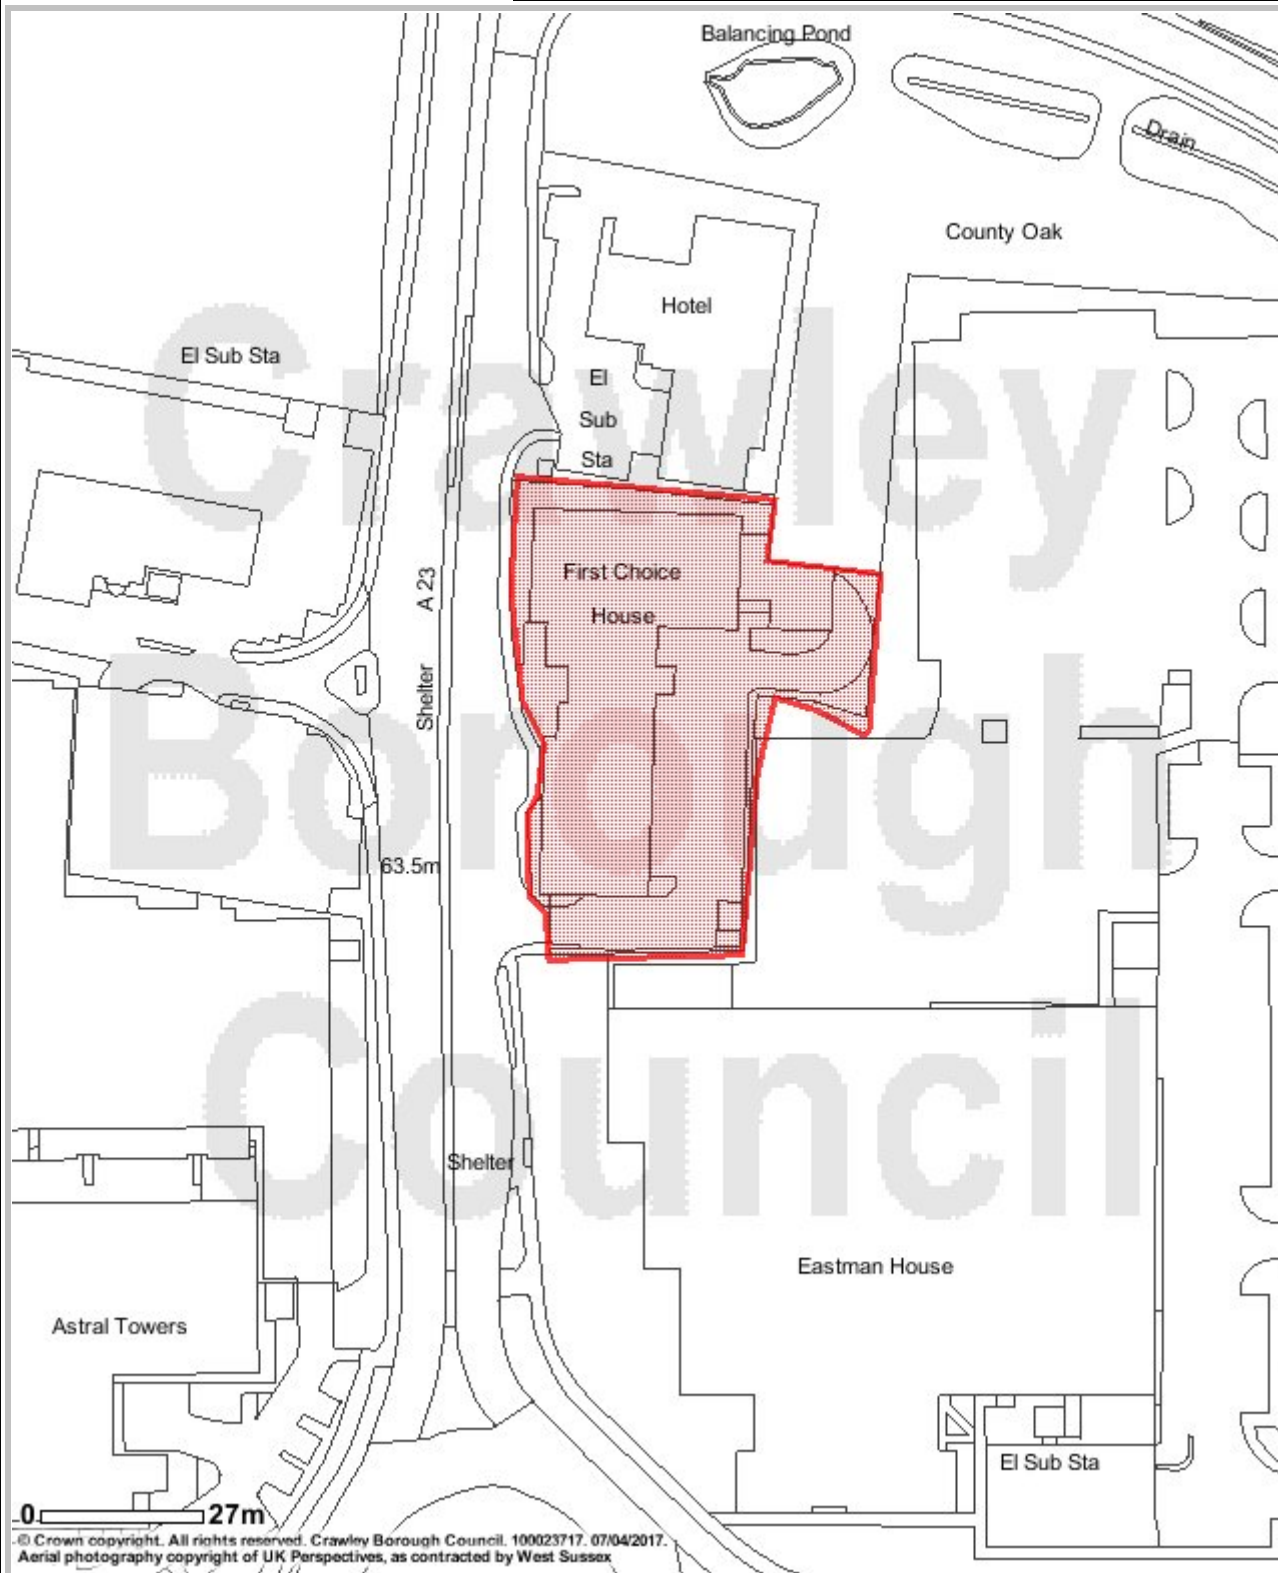 Balancing Pond
Drain
County Oak
Hotel
El Sub Sta
El
Sub
Sta
Crawley
First Choice
House
A 23
Shelter
Borough
63.5m
Council
Shelter
Eastman House
Astral Towers
El Sub Sta
0 27m
© Crown copyright. All rights reserved. Crawley Borough Council. 100023717. 07/04/2017.
Aerial photography copyright of UK Perspectives, as contracted by West Sussex